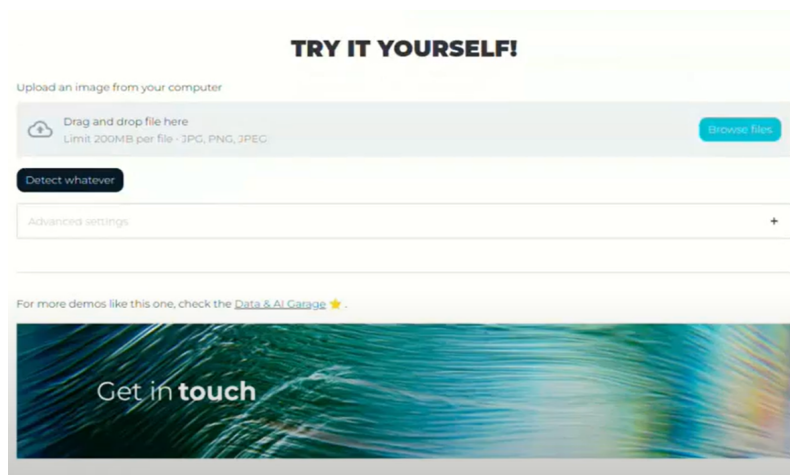 TRY IT YOURSELF!
Upload an image from your computer
Drag and drop file here
Limit 200MB per file - JPG, PNG, JPEG
Browse files
Detect whatever
Advanced settings
+
For more demos like this one, check the Data & AI Garage ⭐ .
Get in touch